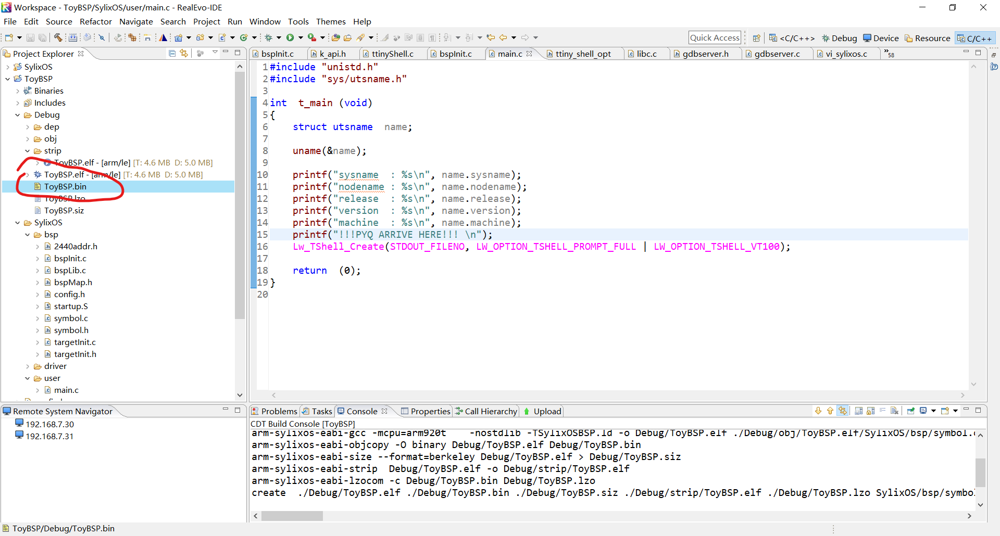 Workspace - ToyBSP/SylixOS/user/main.c - RealEvo-IDE
File Edit Source Refactor Navigate Search Project Run Window Tools Themes Help
Quick Access <C/C++> Debug Device Resource C/C++
Project Explorer
SylixOS
ToyBSP
Binaries
Includes
Debug
dep
obj
strip
ToyBSP.elf - [arm/le] [T: 4.6 MB D: 5.0 MB]
ToyBSP.elf - [arm/le] [T: 4.6 MB D: 5.0 MB]
ToyBSP.bin
ToyBSP.lzo
ToyBSP.siz
SylixOS
bsp
2440addr.h
bspInit.c
bspLib.c
bspMap.h
config.h
startup.S
symbol.c
symbol.h
targetInit.c
targetInit.h
driver
user
main.c
bspInit.c k_api.h ttinyShell.c bspInit.c main.c ttiny_shell_opt libc.c gdbserver.h gdbserver.c vi_sylixos.c »58
1 #include "unistd.h"
2 #include "sys/utsname.h"
3
4 int  t_main (void)
5 {
6     struct utsname  name;
7
8     uname(&name);
9
10     printf("sysname  : %s\n", name.sysname);
11     printf("nodename : %s\n", name.nodename);
12     printf("release  : %s\n", name.release);
13     printf("version  : %s\n", name.version);
14     printf("machine  : %s\n", name.machine);
15     printf("!!!PYQ ARRIVE HERE!!! \n");
16     Lw_TShell_Create(STDOUT_FILENO, LW_OPTION_TSHELL_PROMPT_FULL | LW_OPTION_TSHELL_VT100);
17
18     return  (0);
19 }
20
Remote System Navigator
192.168.7.30
192.168.7.31
Problems Tasks Console Properties Call Hierarchy Upload
CDT Build Console [ToyBSP]
arm-sylixos-eabi-gcc -mcpu=arm920t    -nostdlib -TSylixOSBSP.ld -o Debug/ToyBSP.elf ./Debug/obj/ToyBSP.elf/SylixOS/bsp/symbol.
arm-sylixos-eabi-objcopy -O binary Debug/ToyBSP.elf Debug/ToyBSP.bin
arm-sylixos-eabi-size --format=berkeley Debug/ToyBSP.elf > Debug/ToyBSP.siz
arm-sylixos-eabi-strip  Debug/ToyBSP.elf -o Debug/strip/ToyBSP.elf
arm-sylixos-eabi-lzocom -c Debug/ToyBSP.bin Debug/ToyBSP.lzo
create  ./Debug/ToyBSP.elf ./Debug/ToyBSP.bin ./Debug/ToyBSP.siz ./Debug/strip/ToyBSP.elf ./Debug/ToyBSP.lzo SylixOS/bsp/symbol
ToyBSP/Debug/ToyBSP.bin